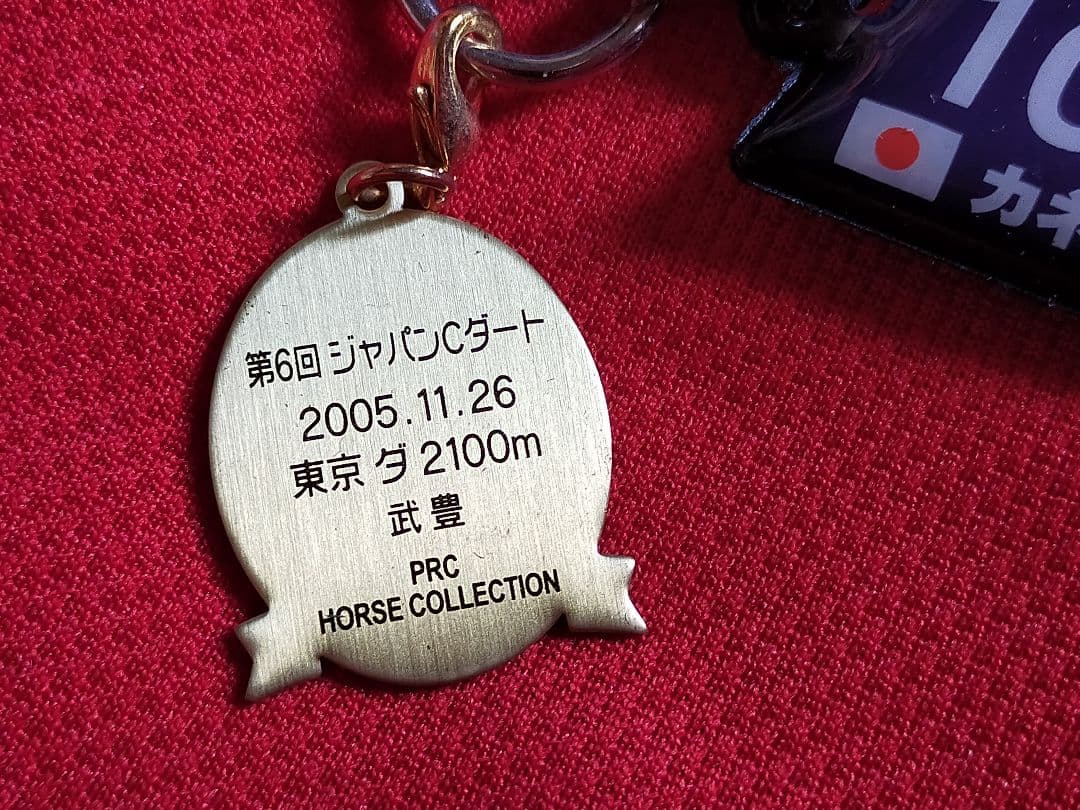 第6回 ジャパンCダート
2005.11.26
東京 ダ 2100m
武 豊
PRC
HORSE COLLECTION
1
カネ